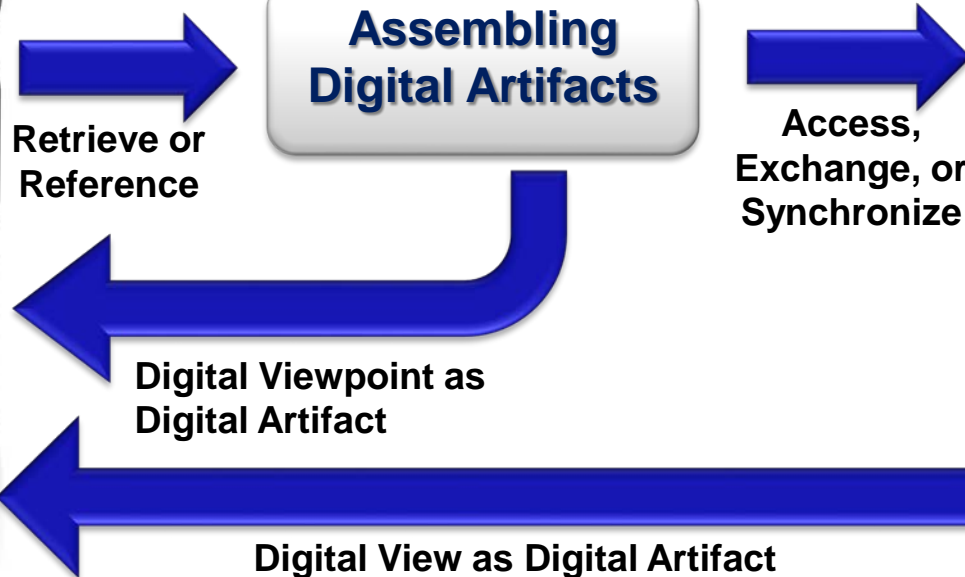 Assembling
Digital Artifacts
Retrieve or
Reference
Access,
Exchange, or
Synchronize
Digital Viewpoint as
Digital Artifact
Digital View as Digital Artifact